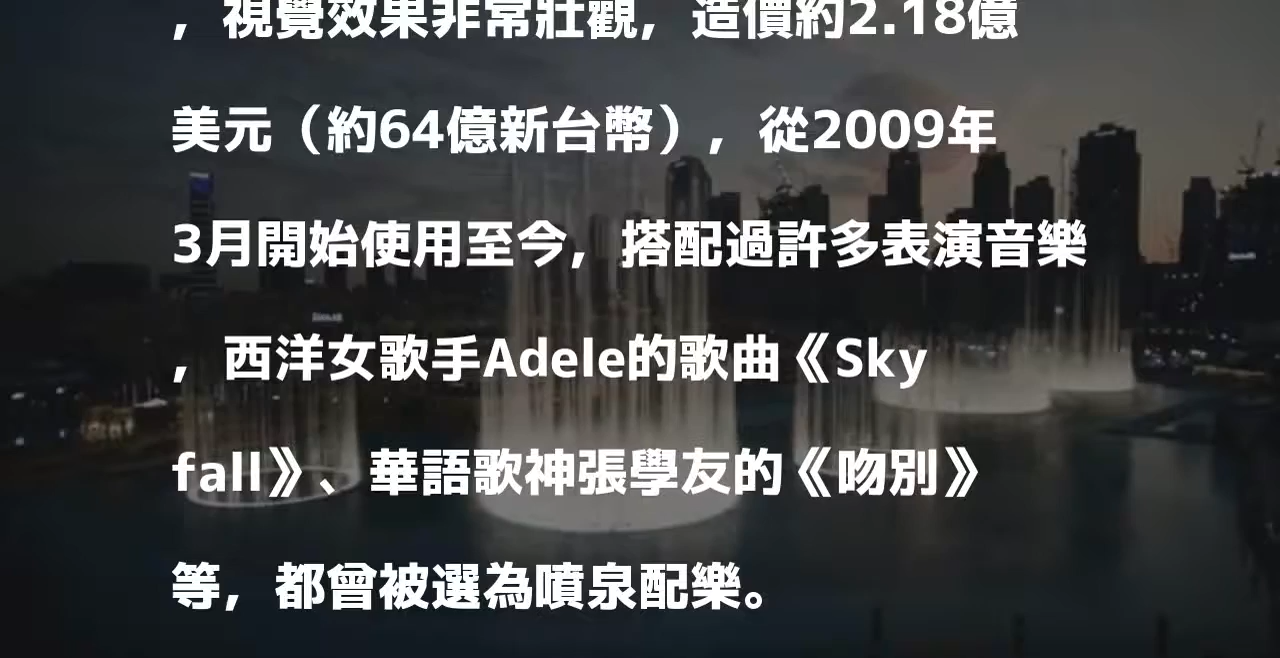 ，視覺效果非常壯觀，造價約2.18億
美元（約64億新台幣），從2009年
3月開始使用至今，搭配過許多表演音樂
，西洋女歌手Adele的歌曲《Sky
fall》、華語歌神張學友的《吻別》
等，都曾被選為噴泉配樂。